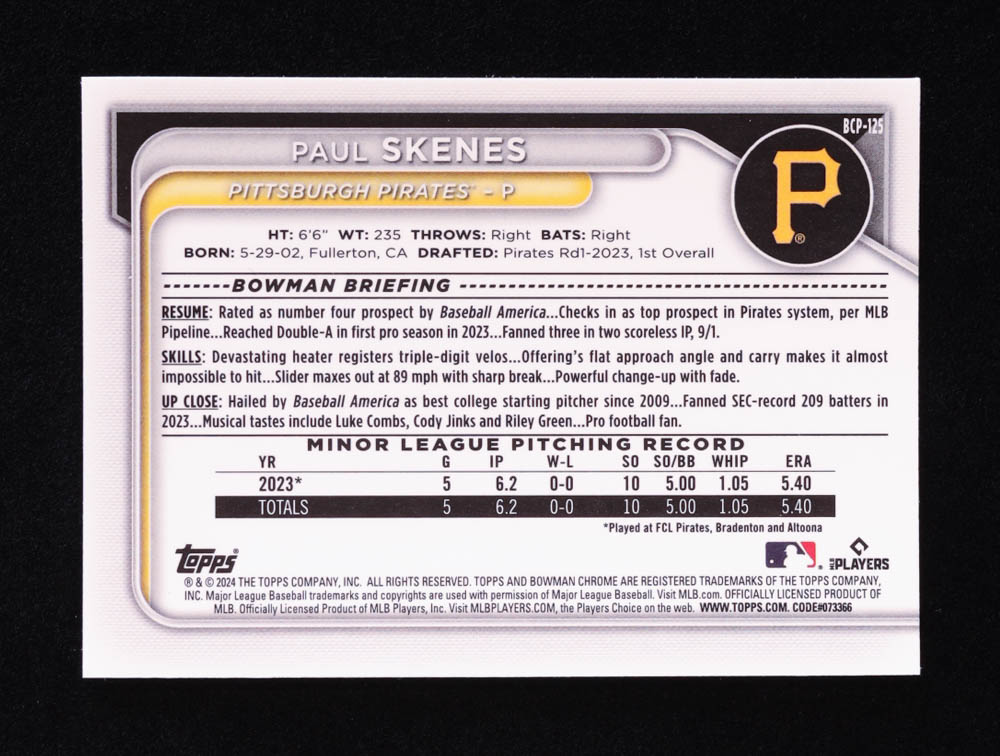 BCP-125
PAUL SKENES
P
PITTSBURGH PIRATES™ - P
HT: 6'6" WT: 235 THROWS: Right BATS: Right
BORN: 5-29-02, Fullerton, CA DRAFTED: Pirates Rd1-2023, 1st Overall
BOWMAN BRIEFING
RESUME: Rated as number four prospect by Baseball America...Checks in as top prospect in Pirates system, per MLB
Pipeline...Reached Double-A in first pro season in 2023...Fanned three in two scoreless IP, 9/1.
SKILLS: Devastating heater registers triple-digit velos...Offering's flat approach angle and carry makes it almost
impossible to hit...Slider maxes out at 89 mph with sharp break...Powerful change-up with fade.
UP CLOSE: Hailed by Baseball America as best college starting pitcher since 2009...Fanned SEC-record 209 batters in
2023...Musical tastes include Luke Combs, Cody Jinks and Riley Green...Pro football fan.
MINOR LEAGUE PITCHING RECORD
YR G IP W-L SO SO/BB WHIP ERA
2023* 5 6.2 0-0 10 5.00 1.05 5.40
TOTALS 5 6.2 0-0 10 5.00 1.05 5.40
*Played at FCL Pirates, Bradenton and Altoona
Topps®
MLB PLAYERS
® & © 2024 THE TOPPS COMPANY, INC. ALL RIGHTS RESERVED. TOPPS AND BOWMAN CHROME ARE REGISTERED TRADEMARKS OF THE TOPPS COMPANY,
INC. Major League Baseball trademarks and copyrights are used with permission of Major League Baseball. Visit MLB.com. OFFICIALLY LICENSED PRODUCT OF
MLB. Officially Licensed Product of MLB Players, Inc. Visit MLBPLAYERS.COM, the Players Choice on the web. WWW.TOPPS.COM. CODE#073366